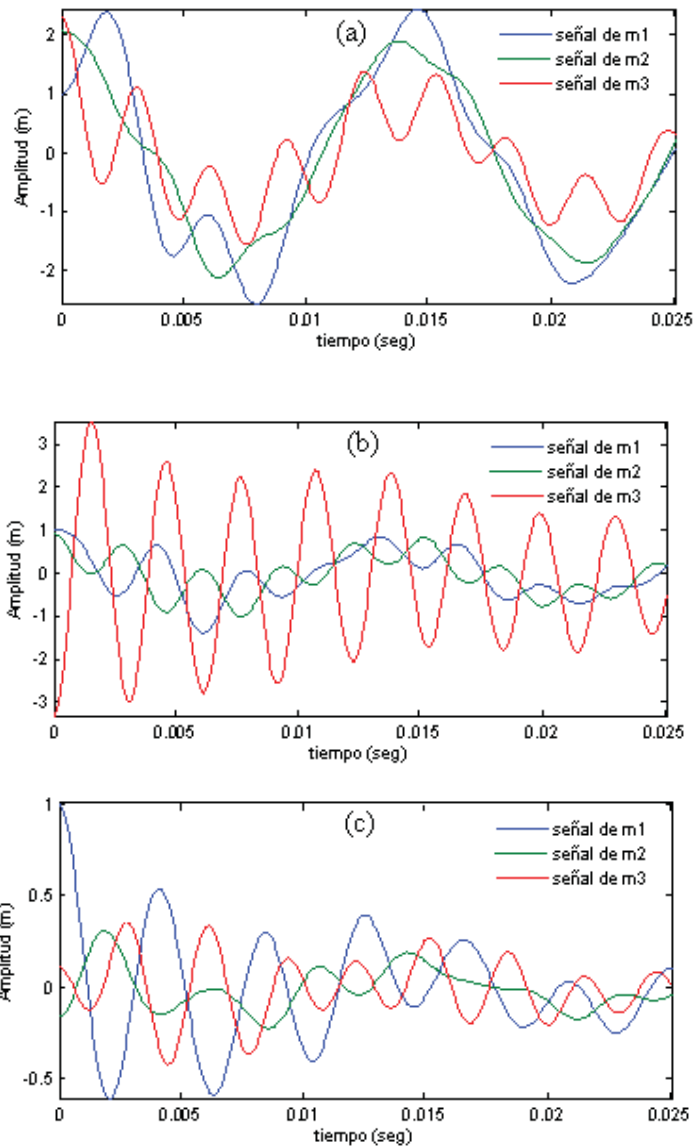 (a)
señal de m1
señal de m2
señal de m3
Amplitud (m)
2
1
0
-1
-2
0
0.005
0.01
0.015
0.02
0.025
tiempo (seg)
(b)
señal de m1
señal de m2
señal de m3
Amplitud (m)
3
2
1
0
-1
-2
-3
0
0.005
0.01
0.015
0.02
0.025
tiempo (seg)
(c)
señal de m1
señal de m2
señal de m3
Amplitud (m)
1
0.5
0
-0.5
0
0.005
0.01
0.015
0.02
0.025
tiempo (seg)